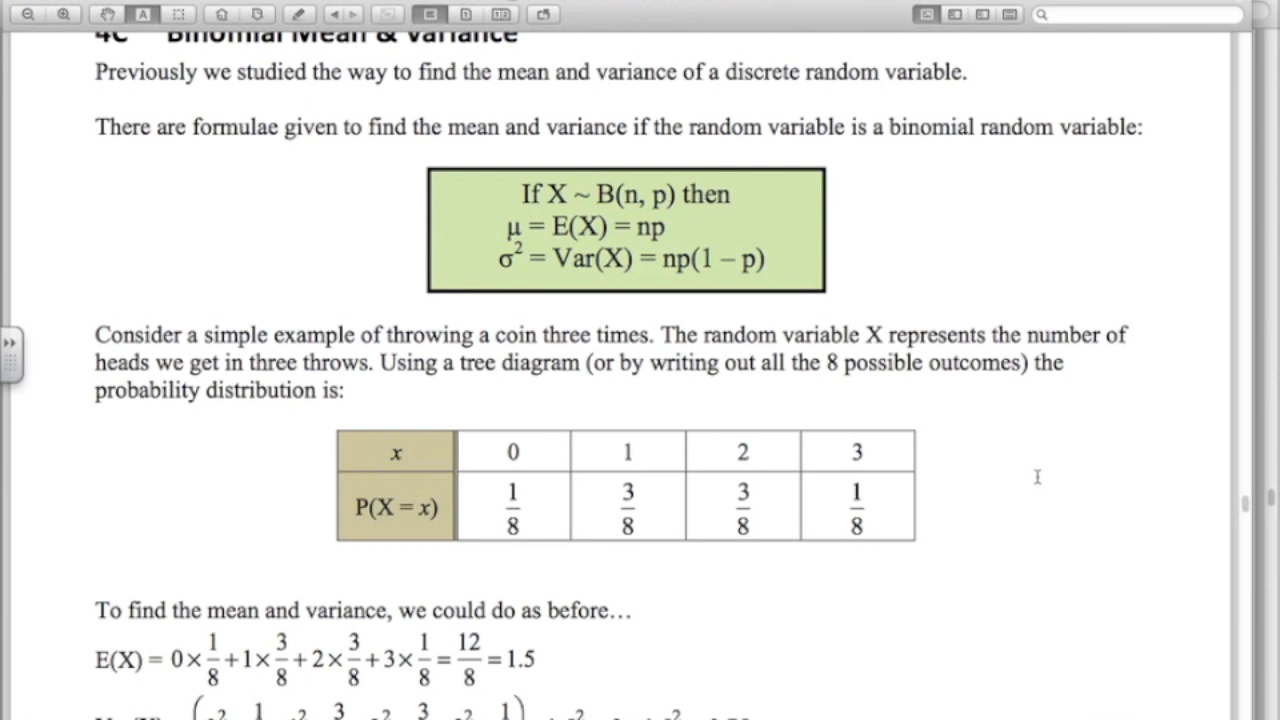 4C Binomial Mean & Variance
Previously we studied the way to find the mean and variance of a discrete random variable.
There are formulae given to find the mean and variance if the random variable is a binomial random variable:
If X ~ B(n, p) then
μ = E(X) = np
σ² = Var(X) = np(1 – p)
Consider a simple example of throwing a coin three times. The random variable X represents the number of
heads we get in three throws. Using a tree diagram (or by writing out all the 8 possible outcomes) the
probability distribution is:
x 0 1 2 3
P(X = x) 1/8 3/8 3/8 1/8
To find the mean and variance, we could do as before…
E(X) = 0×1/8+1×3/8+2×3/8+3×1/8=12/8=1.5